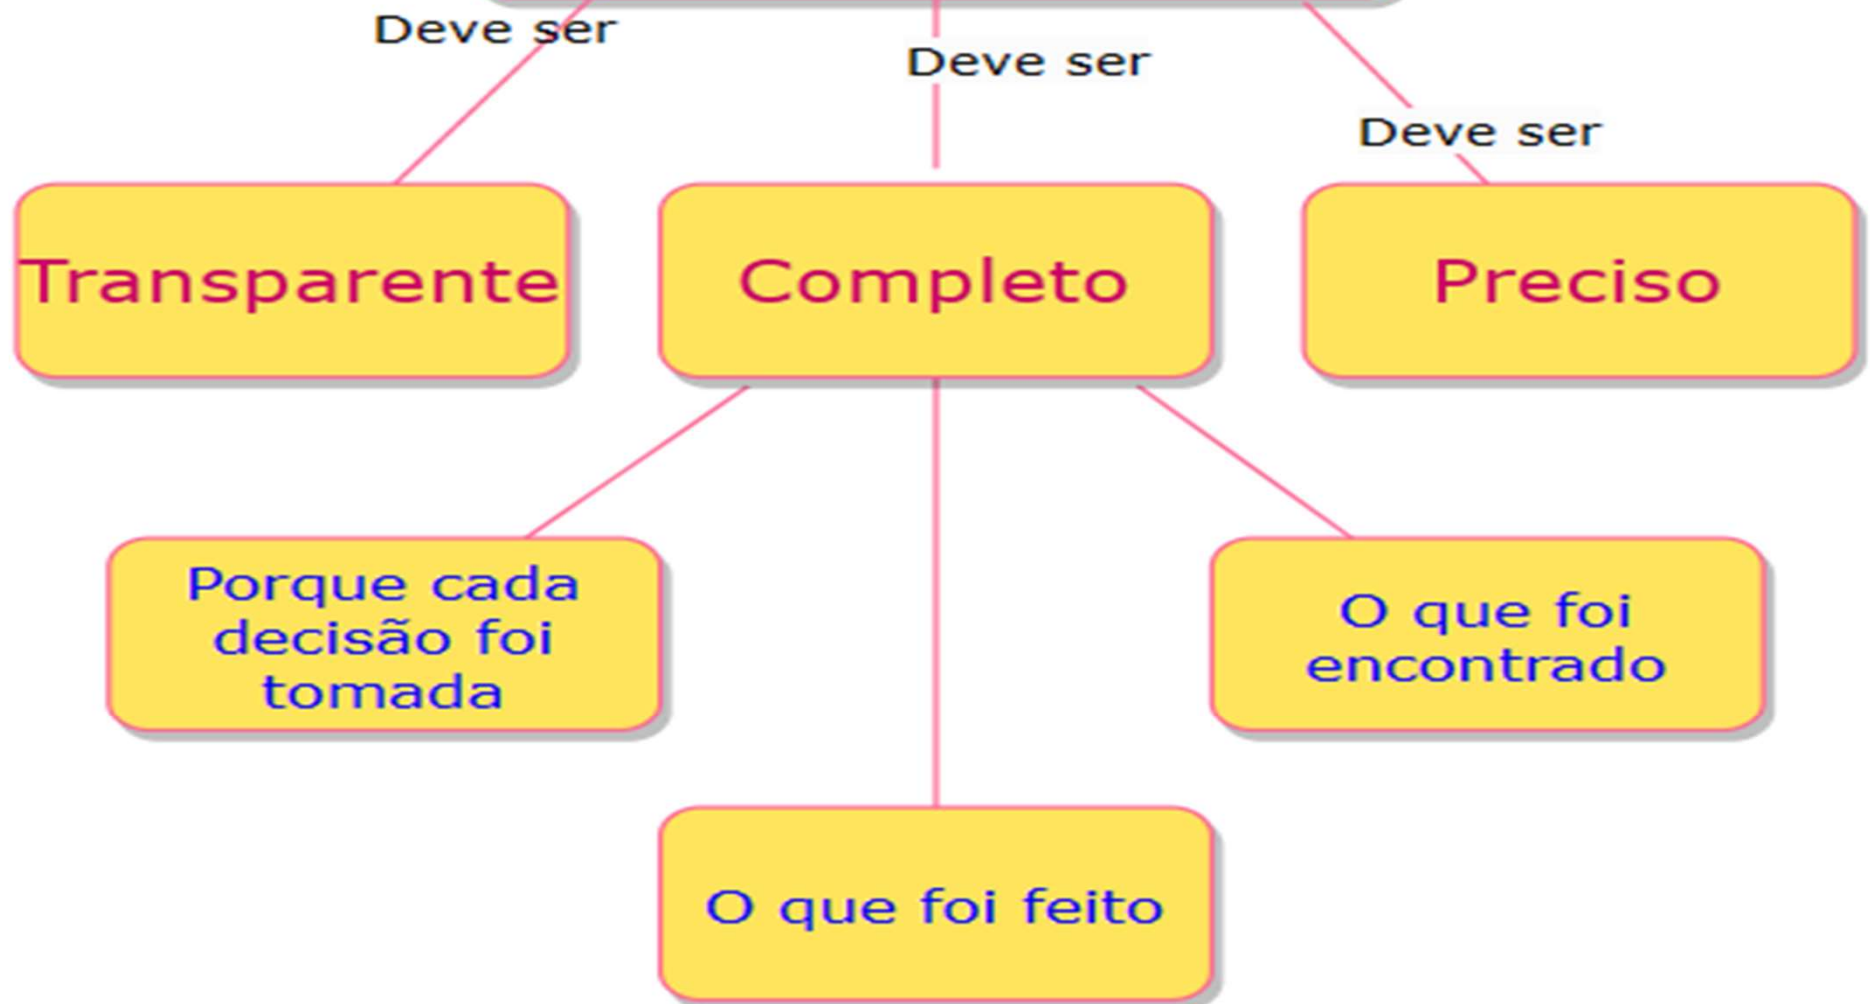 Deve ser
Deve ser
Deve ser
Transparente
Completo
Preciso
Porque cada
decisão foi
tomada
O que foi
encontrado
O que foi feito